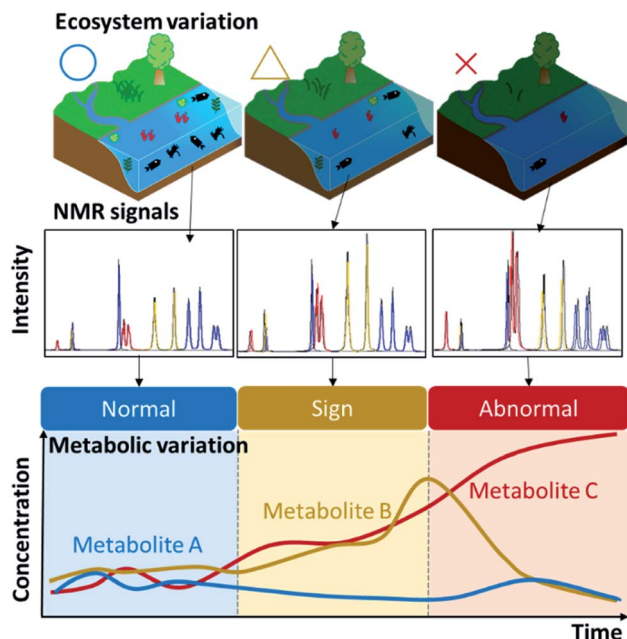 Ecosystem variation
NMR signals
Intensity
Normal
Sign
Abnormal
Metabolic variation
Concentration
Metabolite A
Metabolite B
Metabolite C
Time